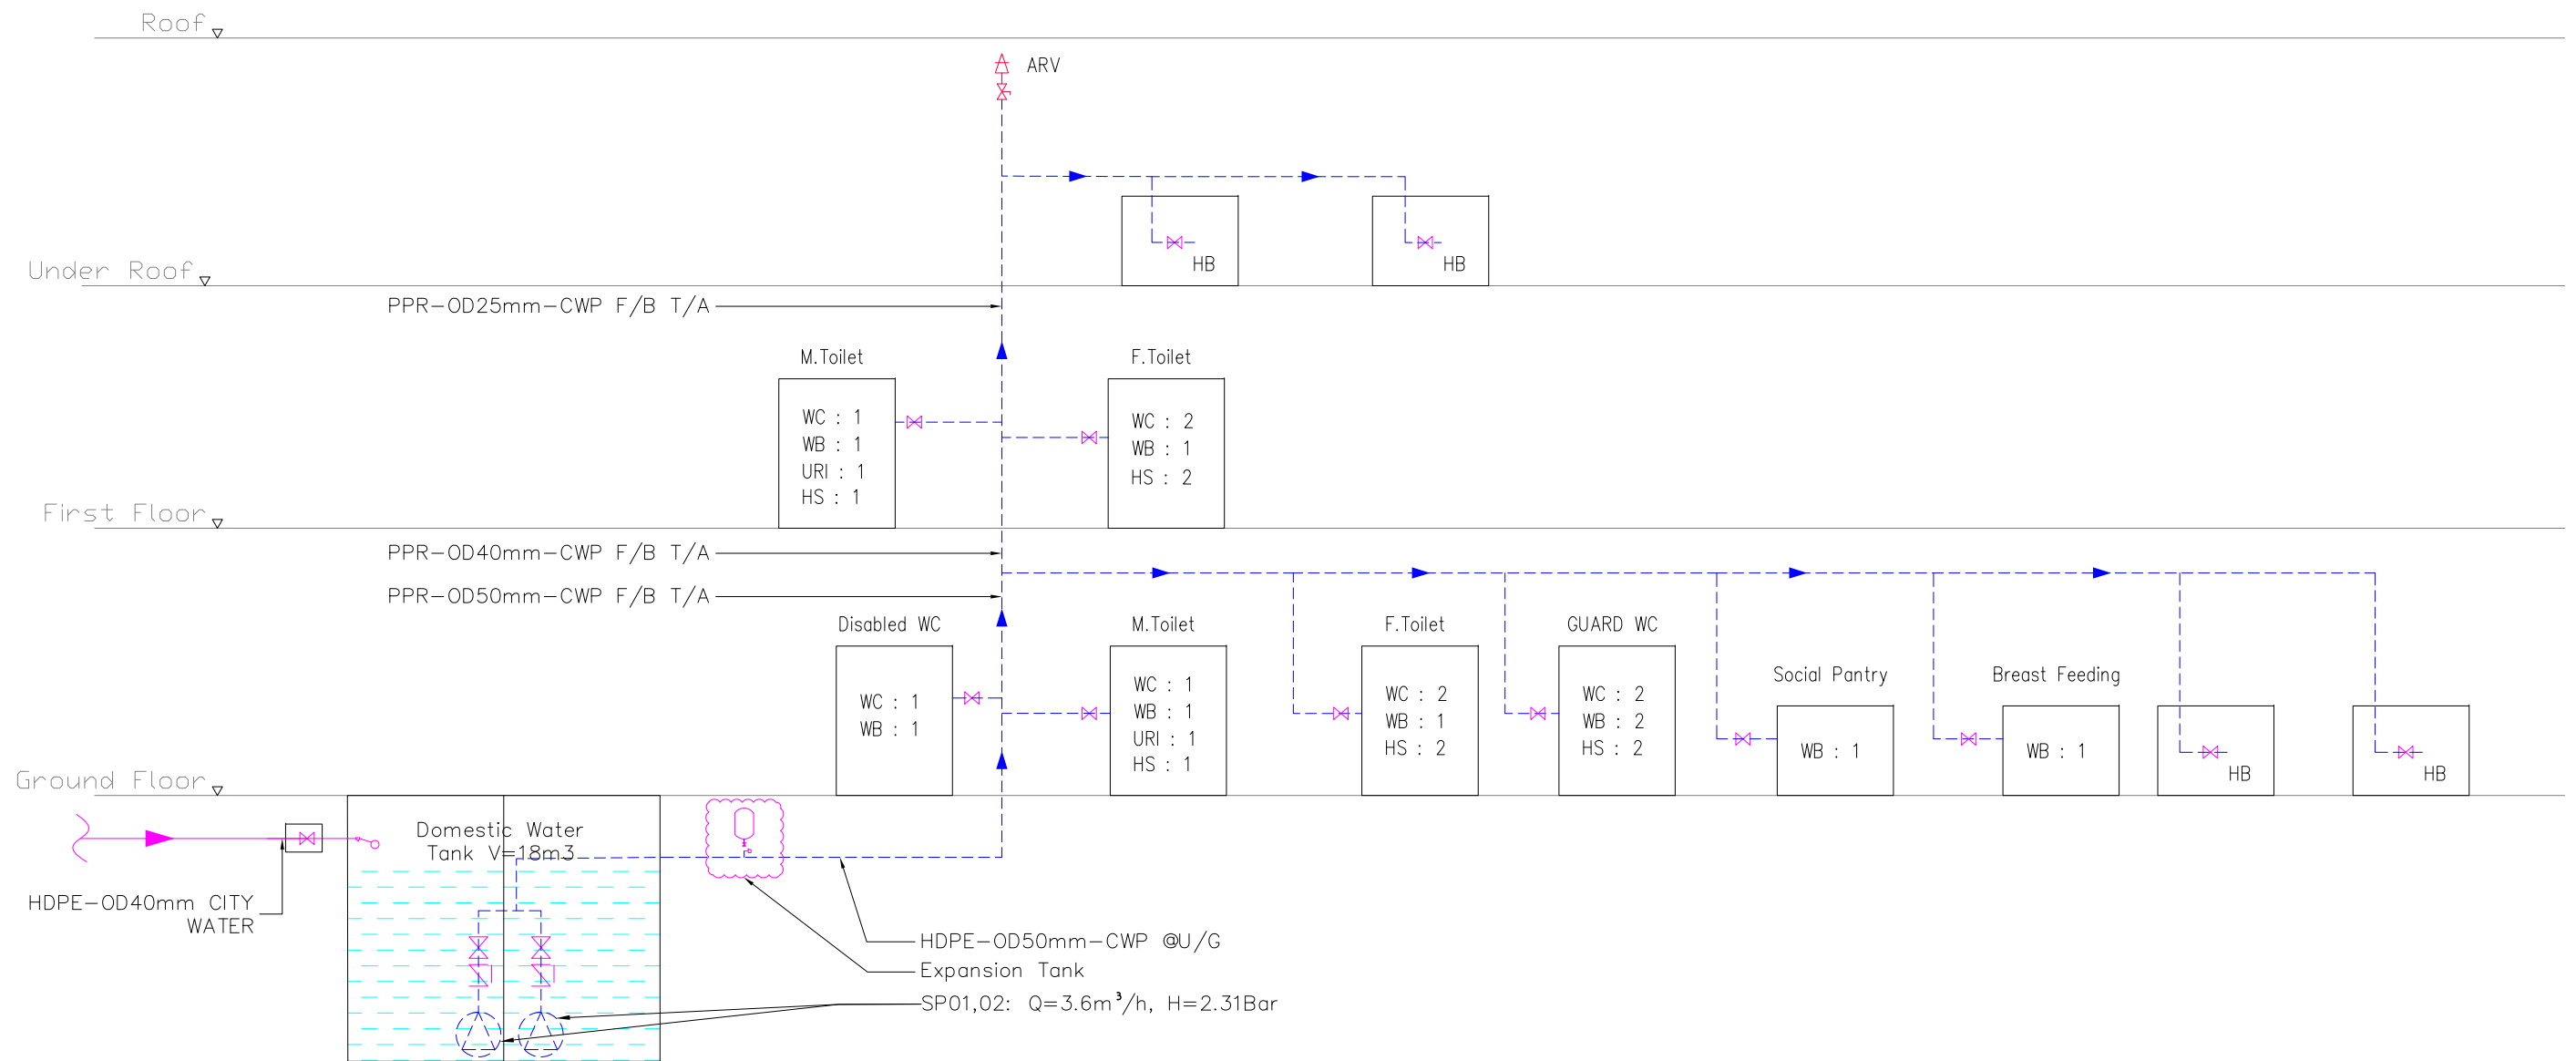 Roof
ARV
HB
HB
Under Roof
PPR-OD25mm-CWP F/B T/A
M.Toilet
WC : 1
WB : 1
URI : 1
HS : 1
F.Toilet
WC : 2
WB : 1
HS : 2
First Floor
PPR-OD40mm-CWP F/B T/A
PPR-OD50mm-CWP F/B T/A
Disabled WC
WC : 1
WB : 1
M.Toilet
WC : 1
WB : 1
URI : 1
HS : 1
F.Toilet
WC : 2
WB : 1
HS : 2
GUARD WC
WC : 2
WB : 2
HS : 2
Social Pantry
WB : 1
Breast Feeding
WB : 1
HB
HB
Ground Floor
Domestic Water
Tank V=18m3
HDPE-OD40mm CITY
WATER
HDPE-OD50mm-CWP @U/G
Expansion Tank
SP01,02: Q=3.6m³/h, H=2.31Bar